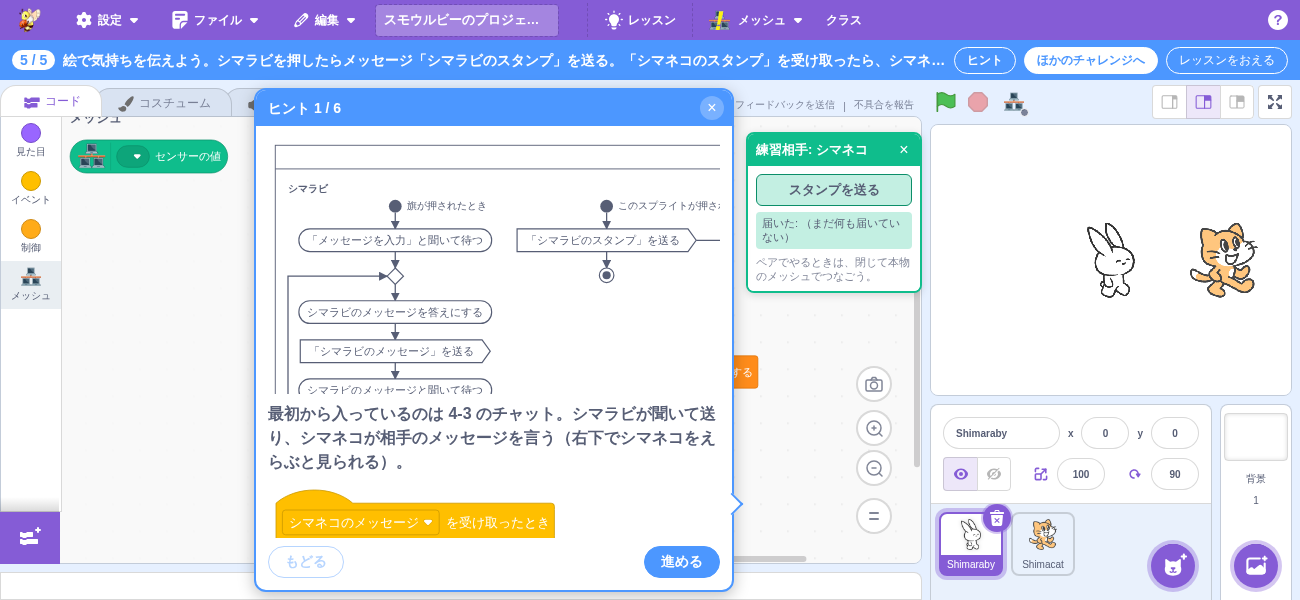 設定 ファイル 編集 スモウルビーのプロジェ… レッスン メッシュ クラス ?
5 / 5 絵で気持ちを伝えよう。シマラビを押したらメッセージ「シマラビのスタンプ」を送る。「シマネコのスタンプ」を受け取ったら、シマネ… ヒント ほかのチャレンジへ レッスンをおえる
コード コスチューム
フィードバックを送信 | 不具合を報告
メッシュ
見た目
イベント
制御
メッシュ
センサーの値
ヒント 1 / 6 ×
シマラビ
旗が押されたとき
「メッセージを入力」と聞いて待つ
シマラビのメッセージを答えにする
「シマラビのメッセージ」を送る
シマラビのメッセージと聞いて待つ
このスプライトが押さ
「シマラビのスタンプ」を送る
最初から入っているのは 4-3 のチャット。シマラビが聞いて送
り、シマネコが相手のメッセージを言う（右下でシマネコをえ
らぶと見られる）。
シマネコのメッセージ を受け取ったとき
もどる 進める
練習相手: シマネコ ×
スタンプを送る
届いた: （まだ何も届いてい
ない）
ペアでやるときは、閉じて本物
のメッシュでつなごう。
する
Shimaraby x 0 y 0
100 90
Shimaraby Shimacat
背景
1